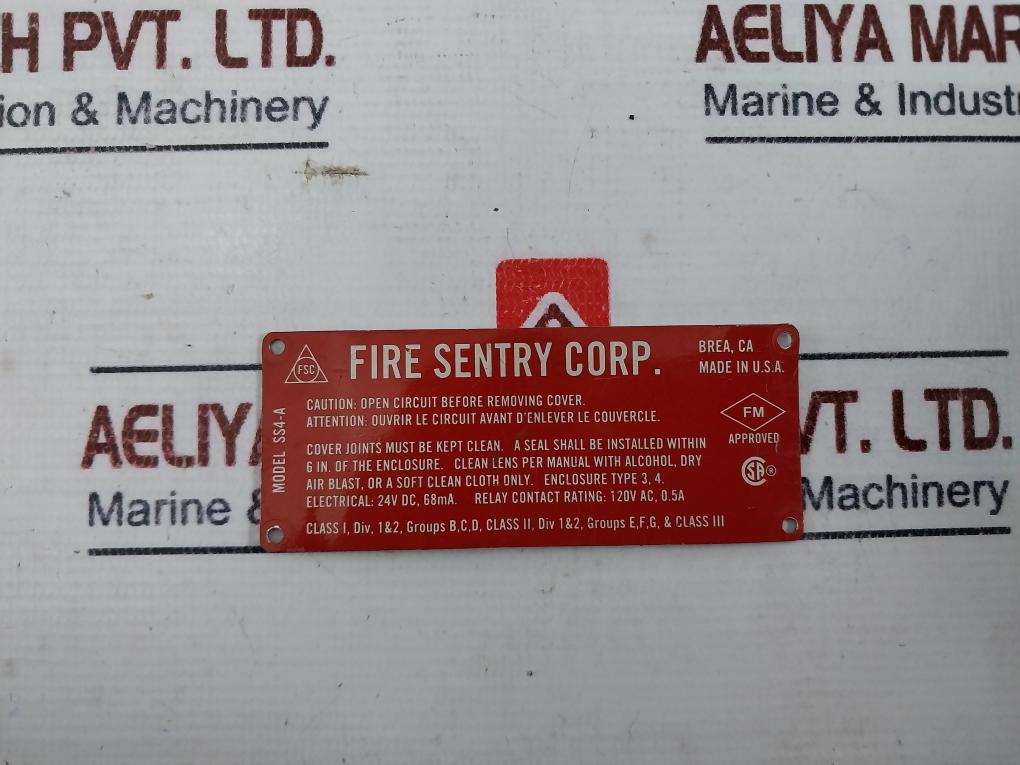 H PVT. LTD.
ion & Machinery
AELIYA MAR
Marine & Industr
FSC
FIRE SENTRY CORP.
BREA, CA
MADE IN U.S.A.
MODEL SS4-A
CAUTION: OPEN CIRCUIT BEFORE REMOVING COVER.
ATTENTION: OUVRIR LE CIRCUIT AVANT D'ENLEVER LE COUVERCLE.
FM
APPROVED
COVER JOINTS MUST BE KEPT CLEAN. A SEAL SHALL BE INSTALLED WITHIN
6 IN. OF THE ENCLOSURE. CLEAN LENS PER MANUAL WITH ALCOHOL, DRY
AIR BLAST, OR A SOFT CLEAN CLOTH ONLY. ENCLOSURE TYPE 3, 4.
ELECTRICAL: 24V DC, 68mA. RELAY CONTACT RATING: 120V AC, 0.5A
SA ®
CLASS I, Div, 1&2, Groups B,C,D, CLASS II, Div 1&2, Groups E,F,G, & CLASS III
AELIYA
VT. LTD.
Marine &
Machinery